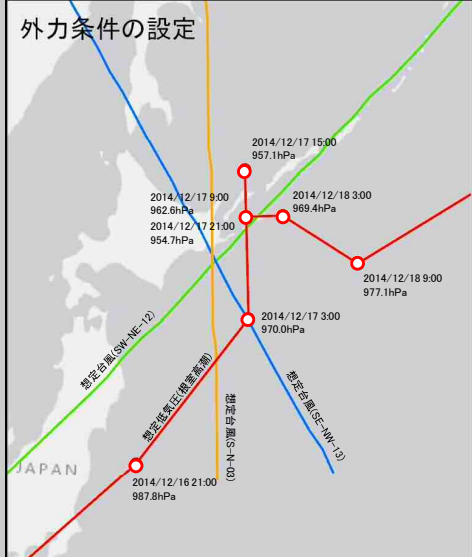 外力条件の設定
2014/12/17 15:00
957.1hPa
2014/12/17 9:00
962.6hPa
2014/12/17 21:00
954.7hPa
2014/12/18 3:00
969.4hPa
2014/12/18 9:00
977.1hPa
2014/12/17 3:00
970.0hPa
想定台風(SW-NE-12)
想定低気圧(根室高潮)
想定台風(S-N-03)
想定台風(SE-NW-13)
JAPAN
2014/12/16 21:00
987.8hPa